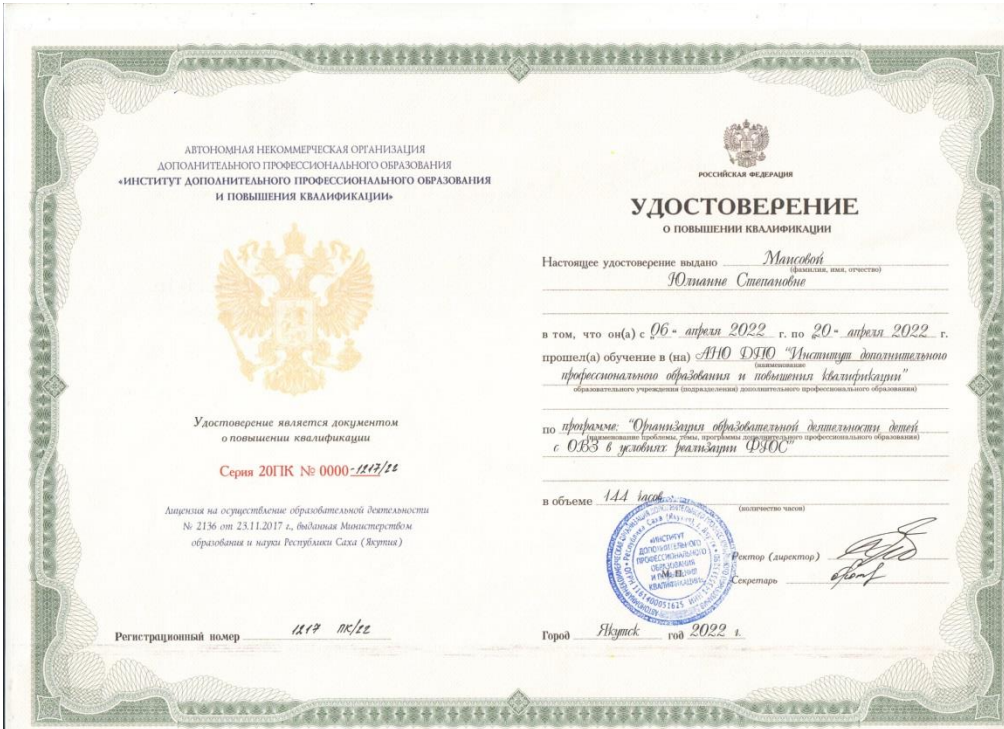 АВТОНОМНАЯ НЕКОММЕРЧЕСКАЯ ОРГАНИЗАЦИЯ
ДОПОЛНИТЕЛЬНОГО ПРОФЕССИОНАЛЬНОГО ОБРАЗОВАНИЯ
«ИНСТИТУТ ДОПОЛНИТЕЛЬНОГО ПРОФЕССИОНАЛЬНОГО ОБРАЗОВАНИЯ
И ПОВЫШЕНИЯ КВАЛИФИКАЦИИ»
Удостоверение является документом
о повышении квалификации
Серия 20ПК № 0000-1217/22
Лицензия на осуществление образовательной деятельности
№ 2136 от 23.11.2017 г., выданная Министерством
образования и науки Республики Саха (Якутия)
Регистрационный номер 1217 ПК/22
РОССИЙСКАЯ ФЕДЕРАЦИЯ
УДОСТОВЕРЕНИЕ
О ПОВЫШЕНИИ КВАЛИФИКАЦИИ
Настоящее удостоверение выдано Маисовой
(фамилия, имя, отчество)
Юлианне Степановне
в том, что он(а) с „06" апреля 2022 г. по „20" апреля 2022 г.
прошел(а) обучение в (на) АНО ДПО "Институт дополнительного
(наименование
профессионального образования и повышения квалификации"
образовательного учреждения (подразделения) дополнительного профессионального образования)
по программе: "Организация образовательной деятельности детей
(наименование проблемы, темы, программы дополнительного профессионального образования)
с ОВЗ в условиях реализации ФГОС"
в объеме 144 часов
(количество часов)
«ИНСТИТУТ
ДОПОЛНИТЕЛЬНОГО
ПРОФЕССИОНАЛЬНОГО
ОБРАЗОВАНИЯ
И ПОВЫШЕНИЯ
КВАЛИФИКАЦИИ»
М. П.
Ректор (директор)
Секретарь
Город Якутск год 2022 г.